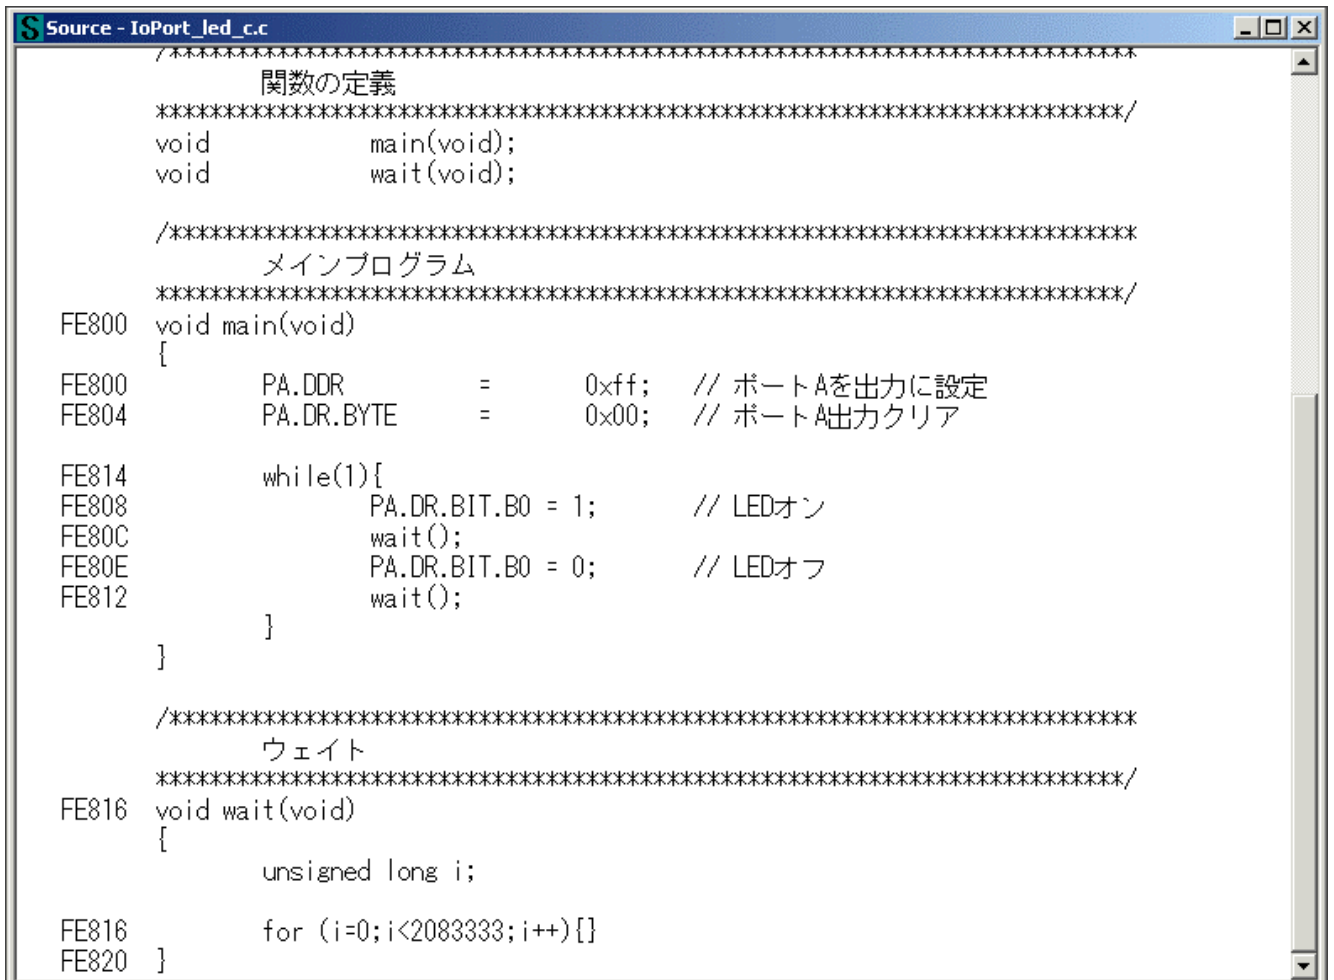 Source - IoPort_led_c.c
/************************************************************************
関数の定義
************************************************************************/
void main(void);
void wait(void);
/************************************************************************
メインプログラム
************************************************************************/
FE800 void main(void)
{
FE800 PA.DDR = 0xff; // ポートAを出力に設定
FE804 PA.DR.BYTE = 0x00; // ポートA出力クリア
FE814 while(1){
FE808 PA.DR.BIT.B0 = 1; // LEDオン
FE80C wait();
FE80E PA.DR.BIT.B0 = 0; // LEDオフ
FE812 wait();
}
}
/************************************************************************
ウェイト
************************************************************************/
FE816 void wait(void)
{
unsigned long i;
FE816 for (i=0;i<2083333;i++){}
FE820 }